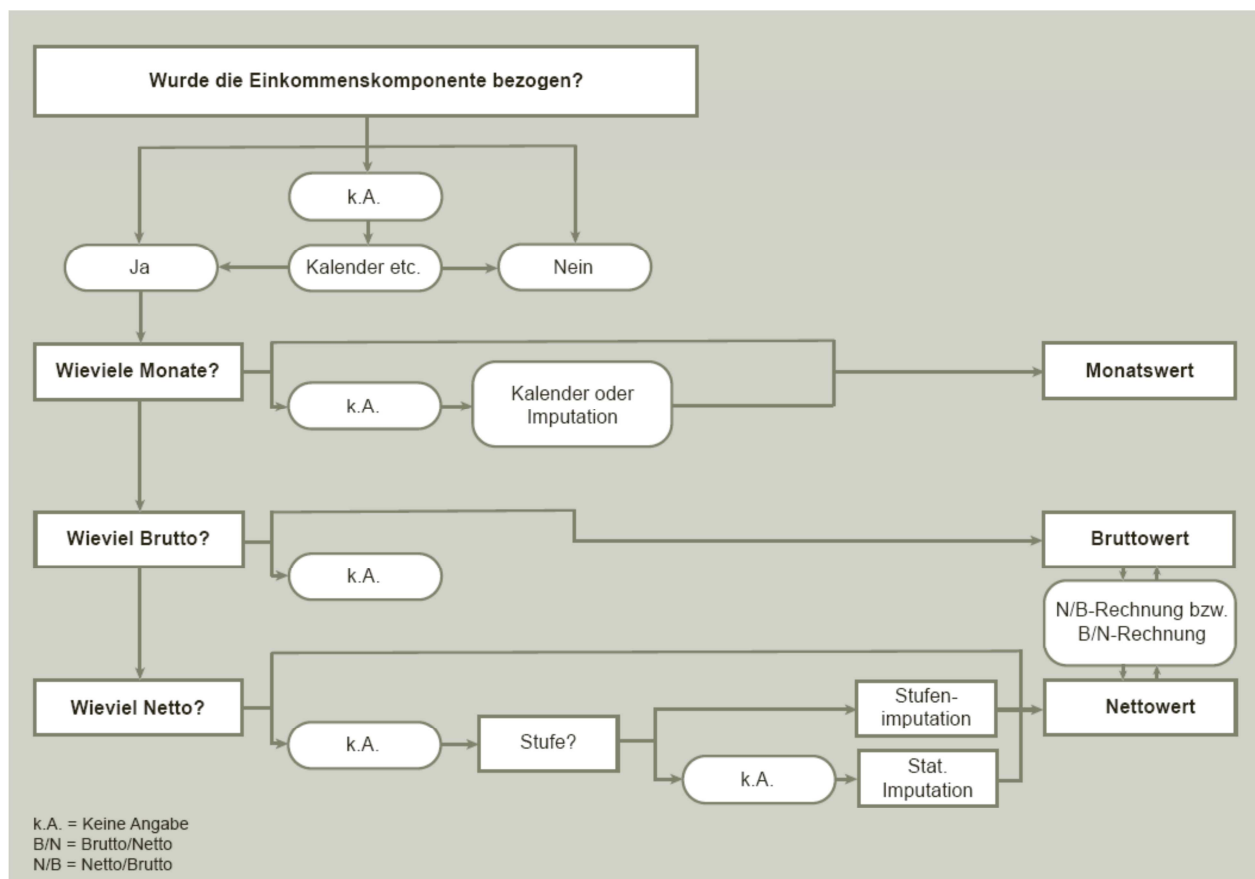 Wurde die Einkommenskomponente bezogen?
k.A.
Ja
Kalender etc.
Nein
Wieviele Monate?
k.A.
Kalender oder
Imputation
Monatswert
Wieviel Brutto?
k.A.
Bruttowert
N/B-Rechnung bzw.
B/N-Rechnung
Wieviel Netto?
k.A.
Stufe?
Stufen-
imputation
k.A.
Stat.
Imputation
Nettowert
k.A. = Keine Angabe
B/N = Brutto/Netto
N/B = Netto/Brutto